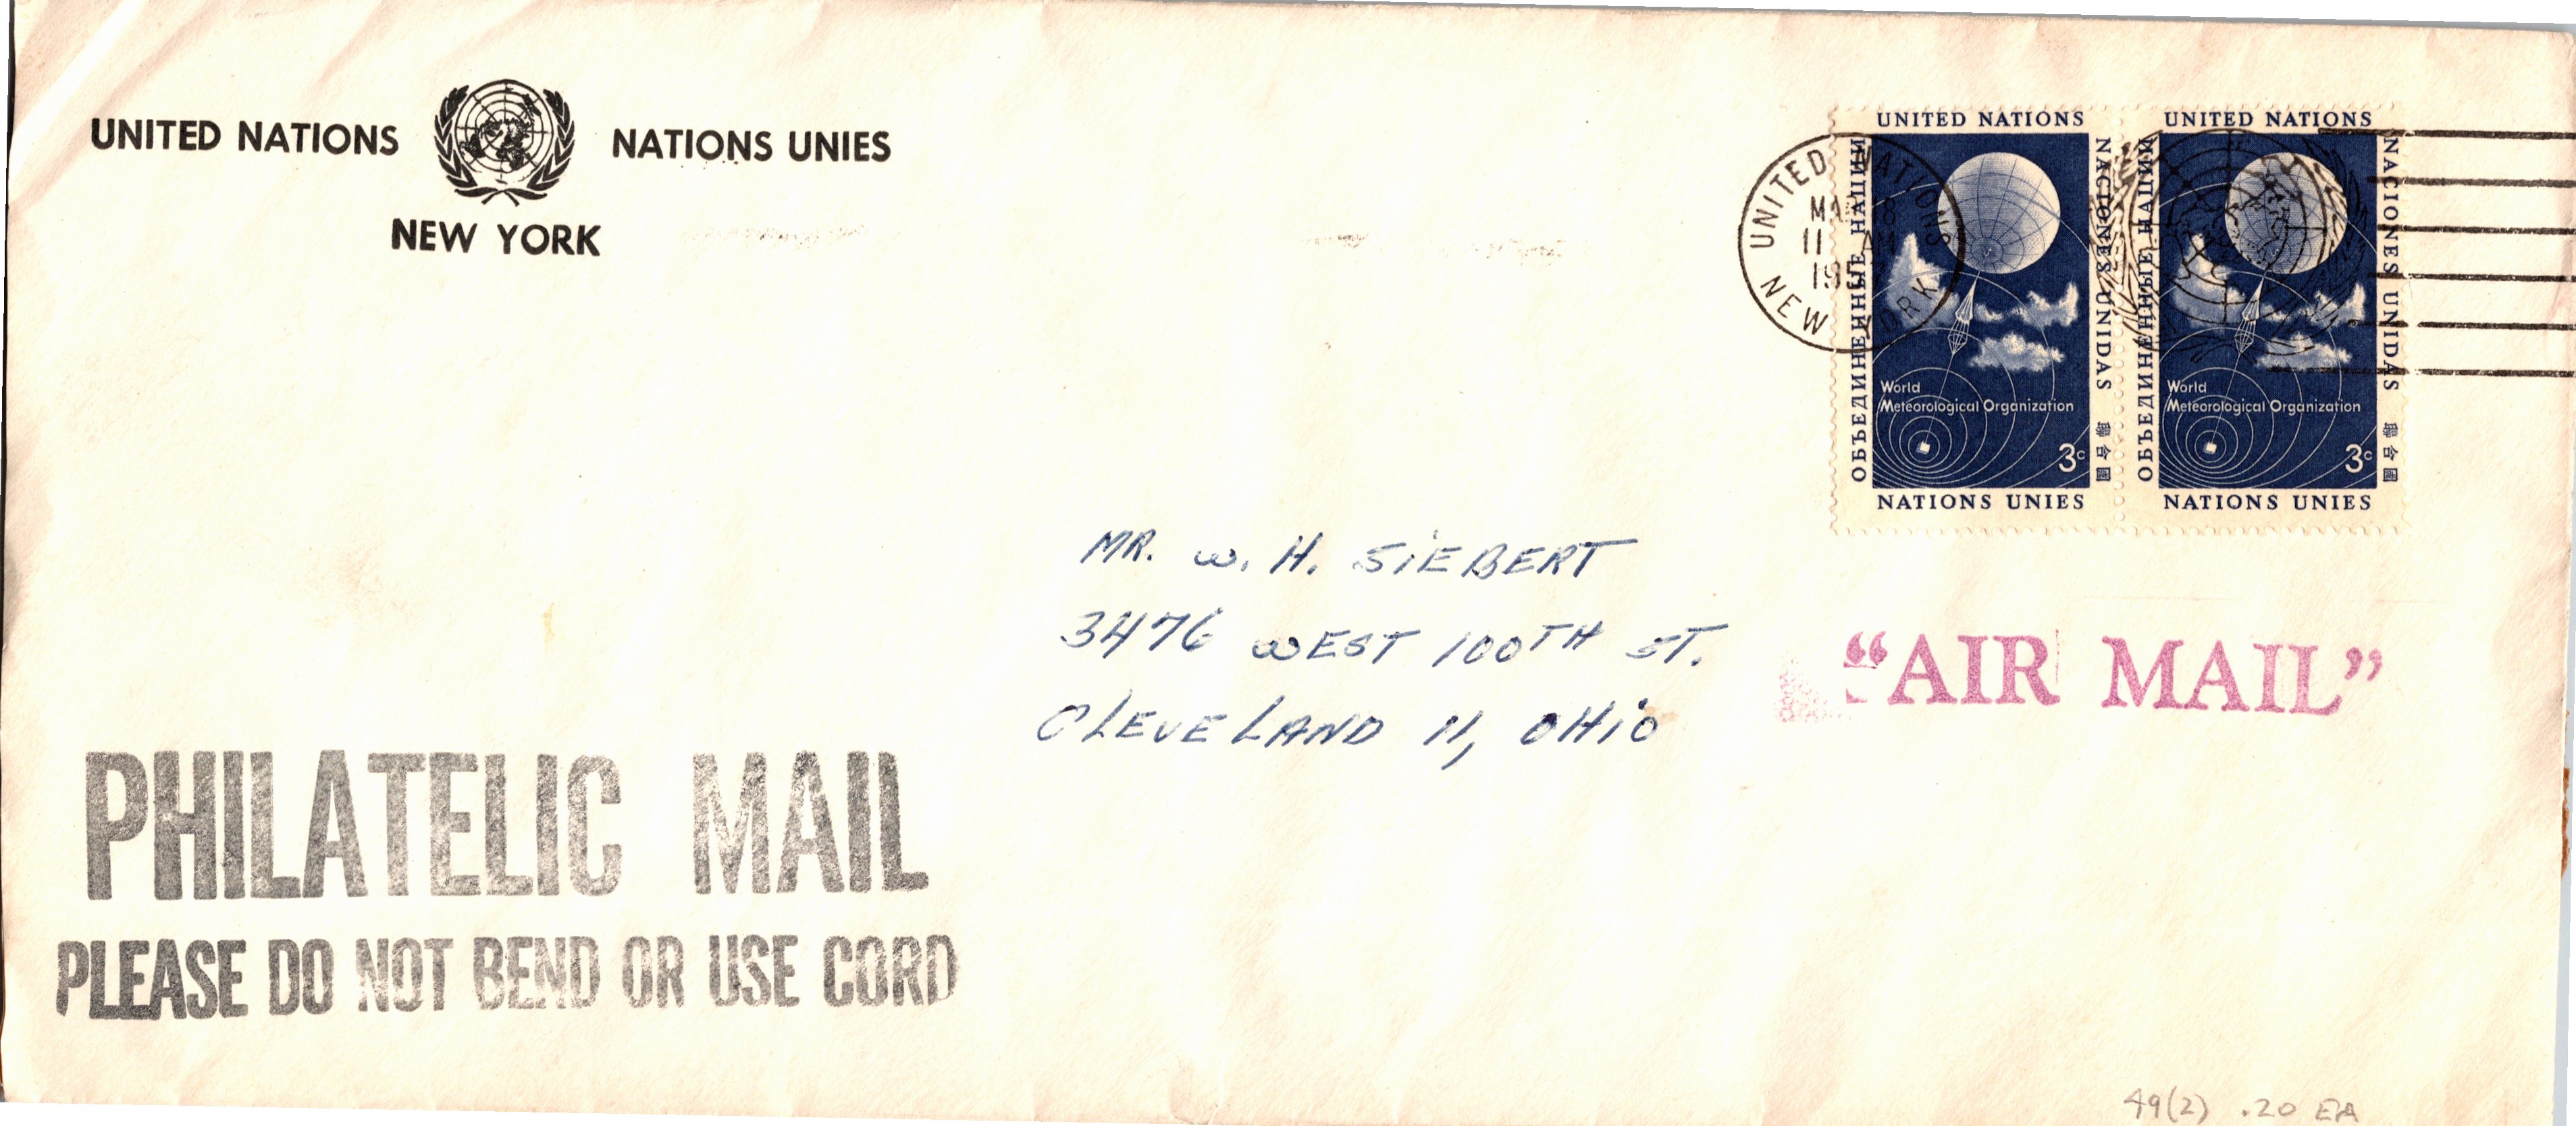 UNITED NATIONS NATIONS UNIES
NEW YORK
UNITED NATIONS
ОБЪЕДИНЕННЫЕ НАЦИИ
NACIONES UNIDAS 聯合國
World
Meteorological Organization
3c
NATIONS UNIES
UNITED NATIONS
ОБЪЕДИНЕННЫЕ НАЦИИ
NACIONES UNIDAS 聯合國
World
Meteorological Organization
3c
NATIONS UNIES
UNITED NATIONS
11 AM
NEW YORK
MR. W. H. SIEBERT
3476 WEST 100TH ST.
CLEVELAND 11, OHIO
“AIR MAIL”
PHILATELIC MAIL
PLEASE DO NOT BEND OR USE CORD
49(2) .20 EA